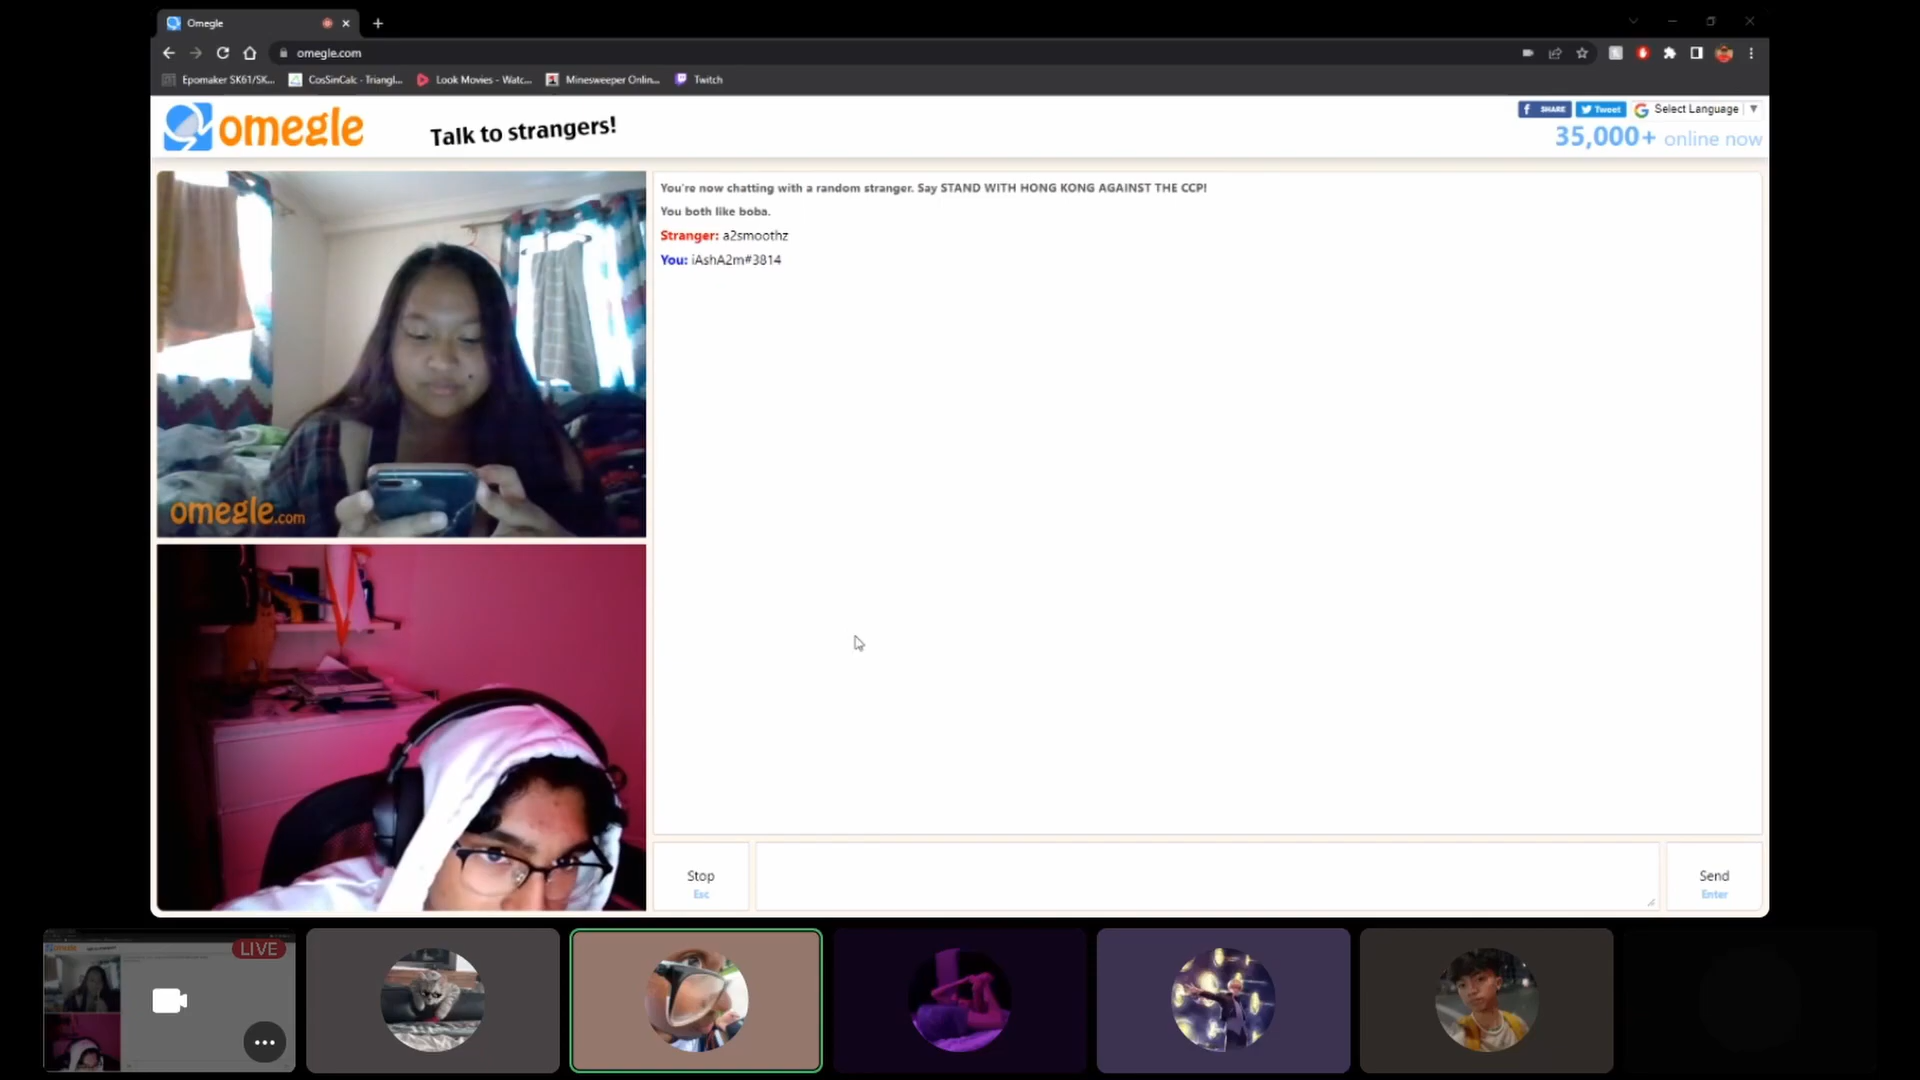 Omegle
omegle.com
Epomaker SK61/SK...
CosSinCalc - Triangl...
Look Movies - Watc...
Minesweeper Onlin...
Twitch
omegle
Talk to strangers!
SHARE
Tweet
Select Language
35,000+ online now
You're now chatting with a random stranger. Say STAND WITH HONG KONG AGAINST THE CCP!
You both like boba.
Stranger: a2smoothz
You: iAshA2m#3814
omegle.com
Stop
Esc
Send
Enter
LIVE